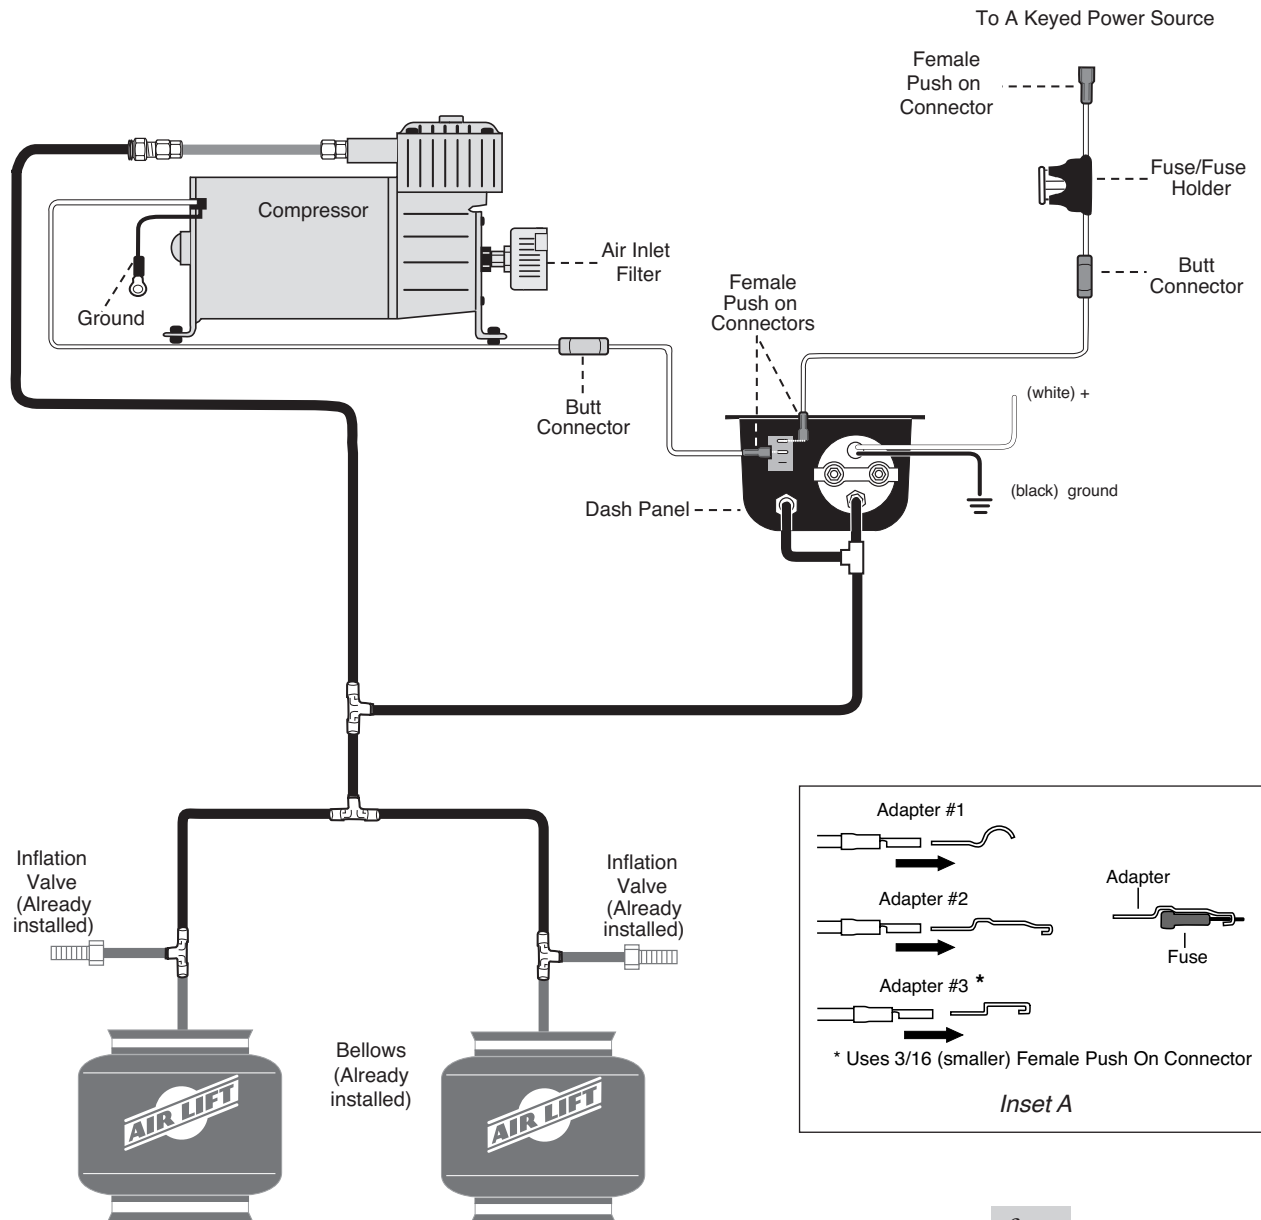 To A Keyed Power Source
Female
Push on
Connector
Fuse/Fuse
Holder
Compressor
Air Inlet
Filter
Butt
Connector
Female
Push on
Connectors
Ground
(white) +
Butt
Connector
Dash Panel
(black) ground
Adapter #1
Inflation
Valve
(Already
installed)
Inflation
Valve
(Already
installed)
Adapter
Adapter #2
Fuse
Adapter #3 *
Bellows
(Already
installed)
* Uses 3/16 (smaller) Female Push On Connector
Inset A
AIR LIFT
AIR LIFT